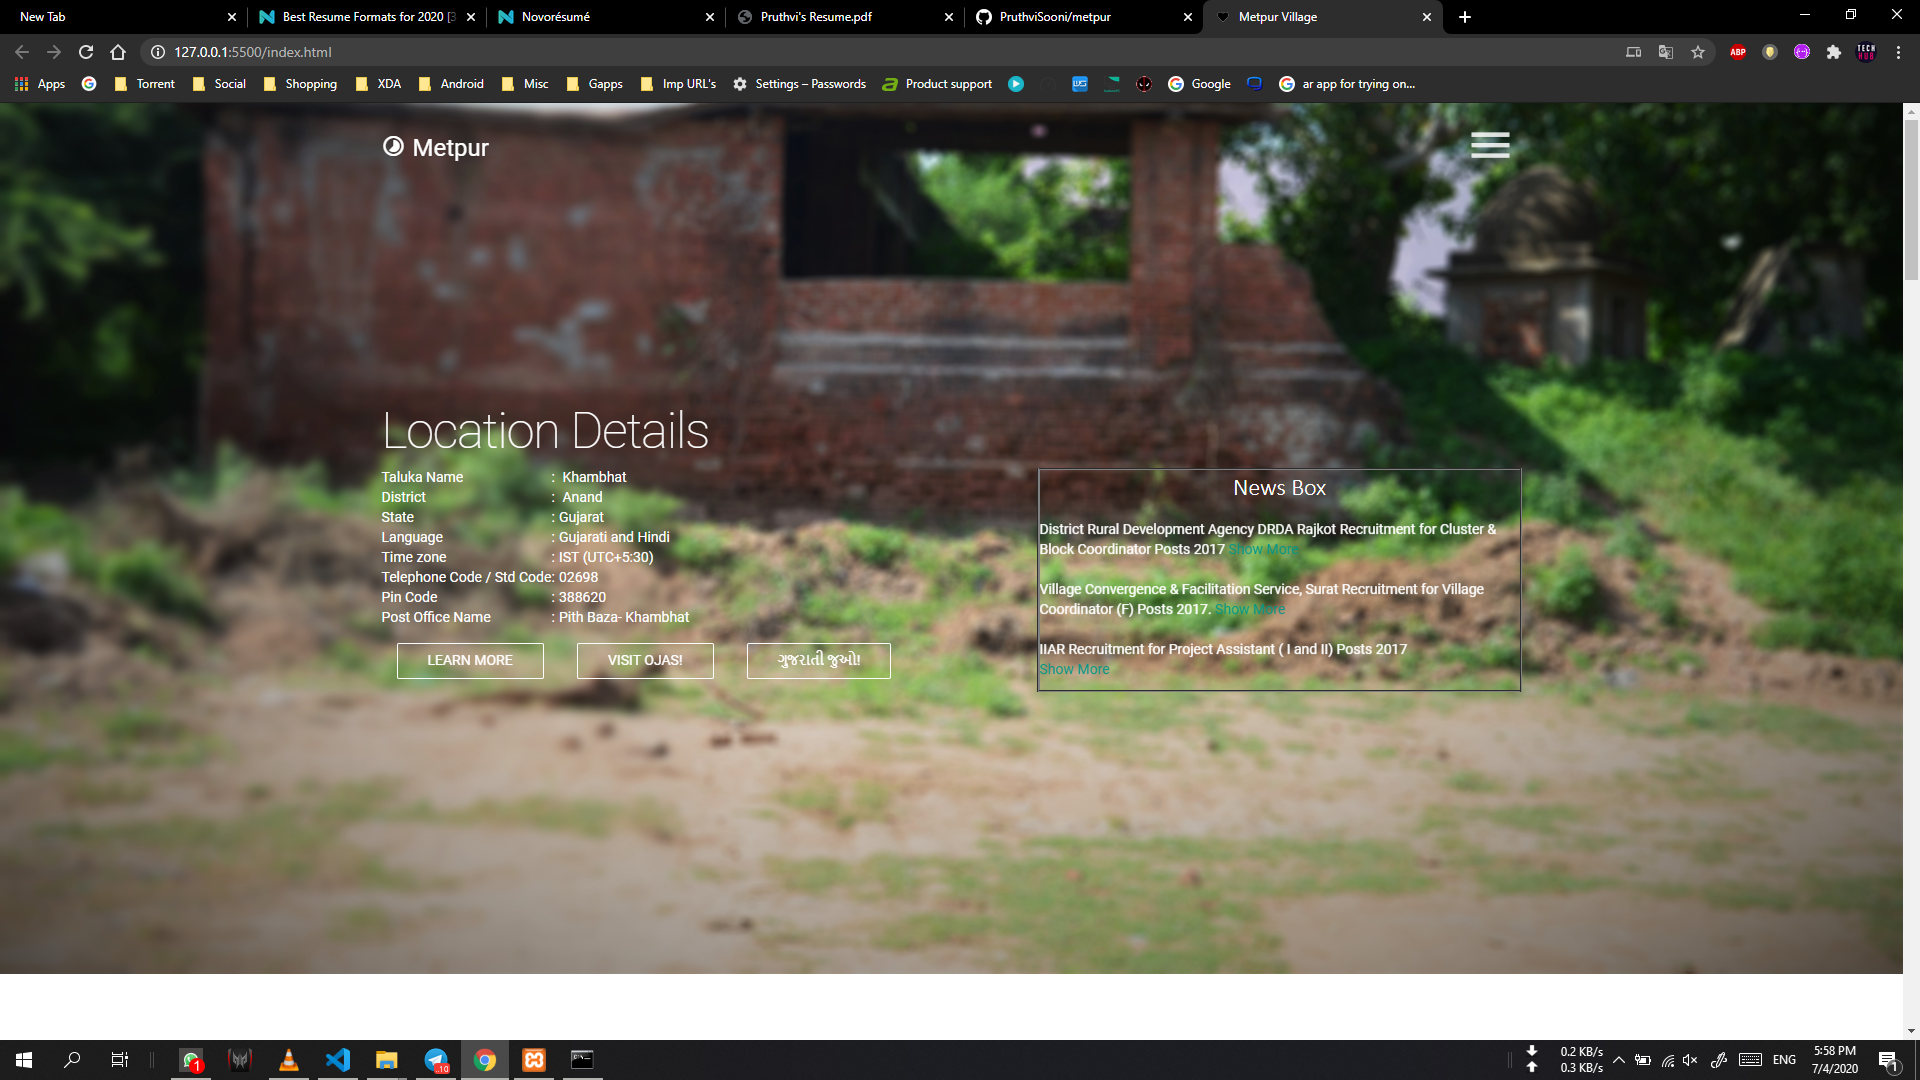 New Tab
Best Resume Formats for 2020 [3
Novorésumé
Pruthvi's Resume.pdf
PruthviSooni/metpur
Metpur Village
127.0.0.1:5500/index.html
ABP
TECH HUB
Apps
Torrent
Social
Shopping
XDA
Android
Misc
Gapps
Imp URL's
Settings – Passwords
Product support
Google
ar app for trying on...
Metpur
Location Details
Taluka Name : Khambhat
District : Anand
State : Gujarat
Language : Gujarati and Hindi
Time zone : IST (UTC+5:30)
Telephone Code / Std Code: 02698
Pin Code : 388620
Post Office Name : Pith Baza- Khambhat
LEARN MORE
VISIT OJAS!
ગુજરાતી જુઓ!
News Box
District Rural Development Agency DRDA Rajkot Recruitment for Cluster &
Block Coordinator Posts 2017 Show More
Village Convergence & Facilitation Service, Surat Recruitment for Village
Coordinator (F) Posts 2017. Show More
IIAR Recruitment for Project Assistant ( I and II) Posts 2017
Show More
1
..10
0.2 KB/s
0.3 KB/s
ENG
5:58 PM
7/4/2020
1